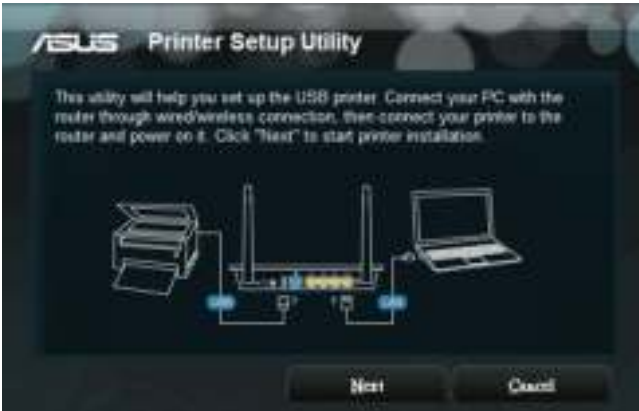 ASUS Printer Setup Utility
This utility will help you set up the USB printer. Connect your PC with the
router through wired/wireless connection, then connect your printer to the
router and power on it. Click "Next" to start printer installation.
Next Cancel